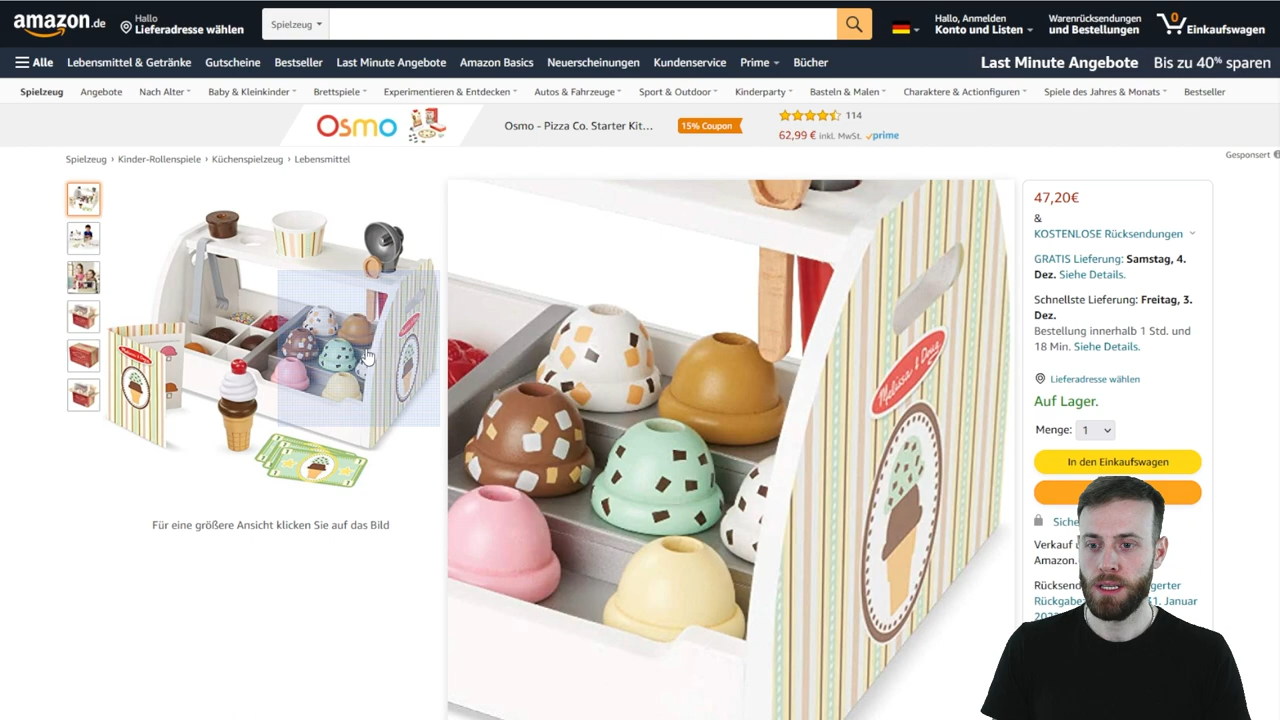 amazon.de
Hallo
Lieferadresse wählen
Spielzeug
Hallo, Anmelden
Konto und Listen
Warenrücksendungen
und Bestellungen
0
Einkaufswagen
Alle
Lebensmittel & Getränke
Gutscheine
Bestseller
Last Minute Angebote
Amazon Basics
Neuerscheinungen
Kundenservice
Prime
Bücher
Last Minute Angebote Bis zu 40% sparen
Spielzeug
Angebote
Nach Alter
Baby & Kleinkinder
Brettspiele
Experimentieren & Entdecken
Autos & Fahrzeuge
Sport & Outdoor
Kinderparty
Basteln & Malen
Charaktere & Actionfiguren
Spiele des Jahres & Monats
Bestseller
Osmo
Osmo - Pizza Co. Starter Kit...
15% Coupon
114
62,99 € inkl. MwSt. prime
Gesponsert
Spielzeug › Kinder-Rollenspiele › Küchenspielzeug › Lebensmittel
Melissa & Doug
Für eine größere Ansicht klicken Sie auf das Bild
47,20€
&
KOSTENLOSE Rücksendungen
GRATIS Lieferung: Samstag, 4.
Dez. Siehe Details.
Schnellste Lieferung: Freitag, 3.
Dez.
Bestellung innerhalb 1 Std. und
18 Min. Siehe Details.
Lieferadresse wählen
Auf Lager.
Menge: 1
In den Einkaufswagen
Verkauf
Amazon.
1. Januar